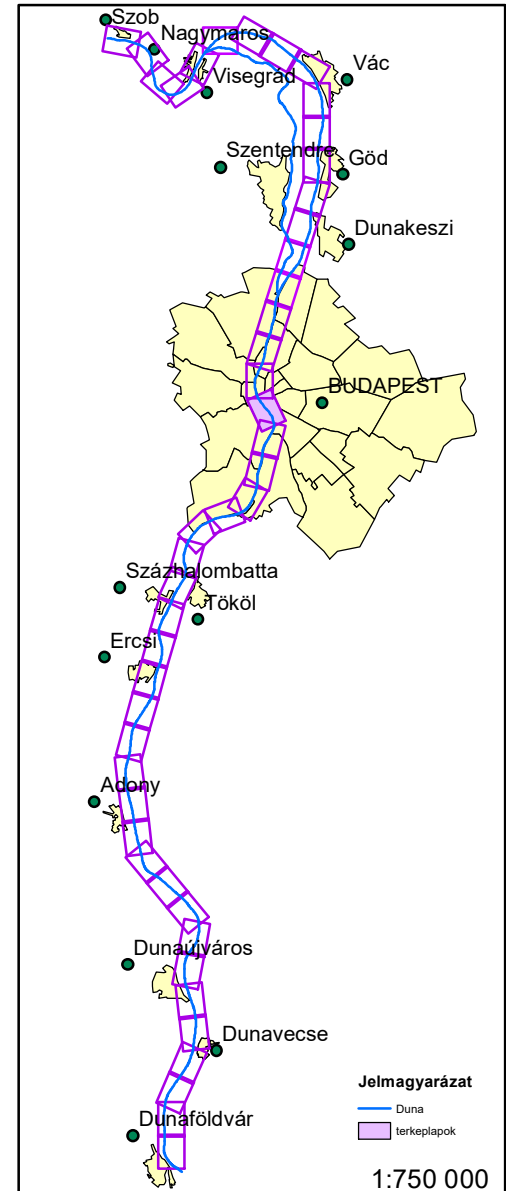 Szob
Nagymaros
Visegrád
Vác
Szentendre
Göd
Dunakeszi
BUDAPEST
Százhalombatta
Tököl
Ercsi
Adony
Dunaújváros
Dunavecse
Dunaföldvár
Jelmagyarázat
Duna
terkeplapok
1:750 000